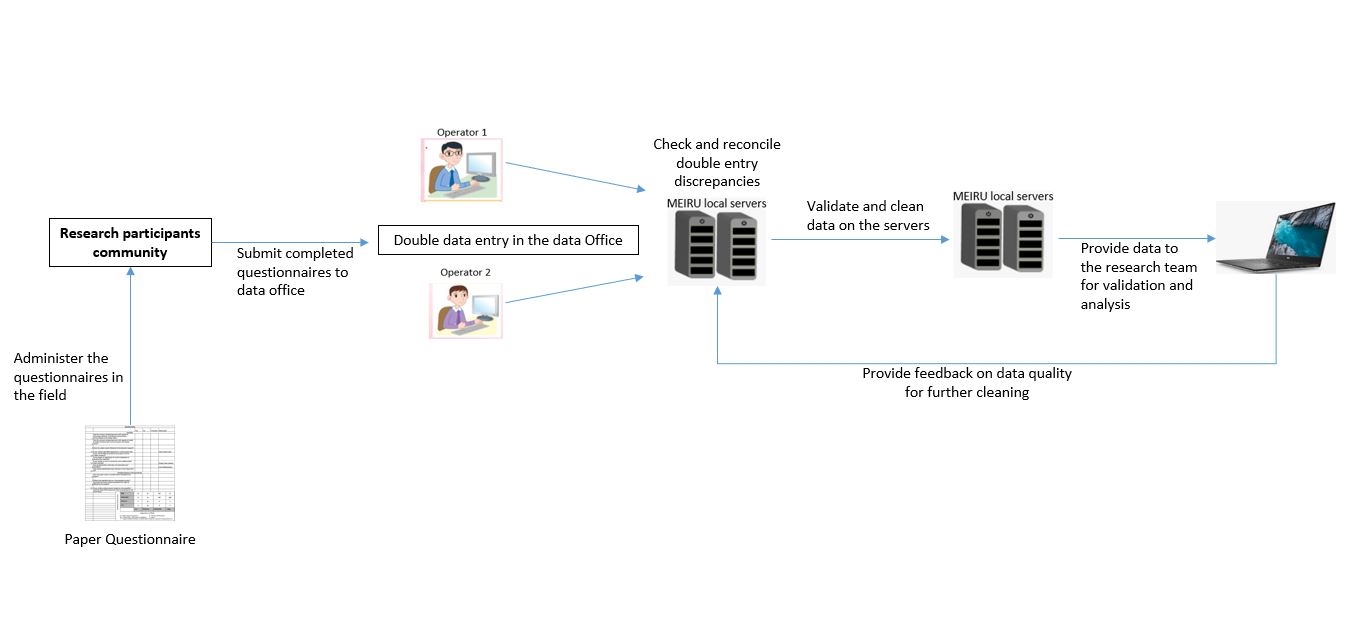 Operator 1
Check and reconcile
double entry
discrepancies
MEIRU local servers
MEIRU local servers
Validate and clean
data on the servers
Research participants
community
Double data entry in the data Office
Submit completed
questionnaires to
data office
Provide data to
the research team
for validation and
analysis
Operator 2
Administer the
questionnaires in
the field
Provide feedback on data quality
for further cleaning
Paper Questionnaire